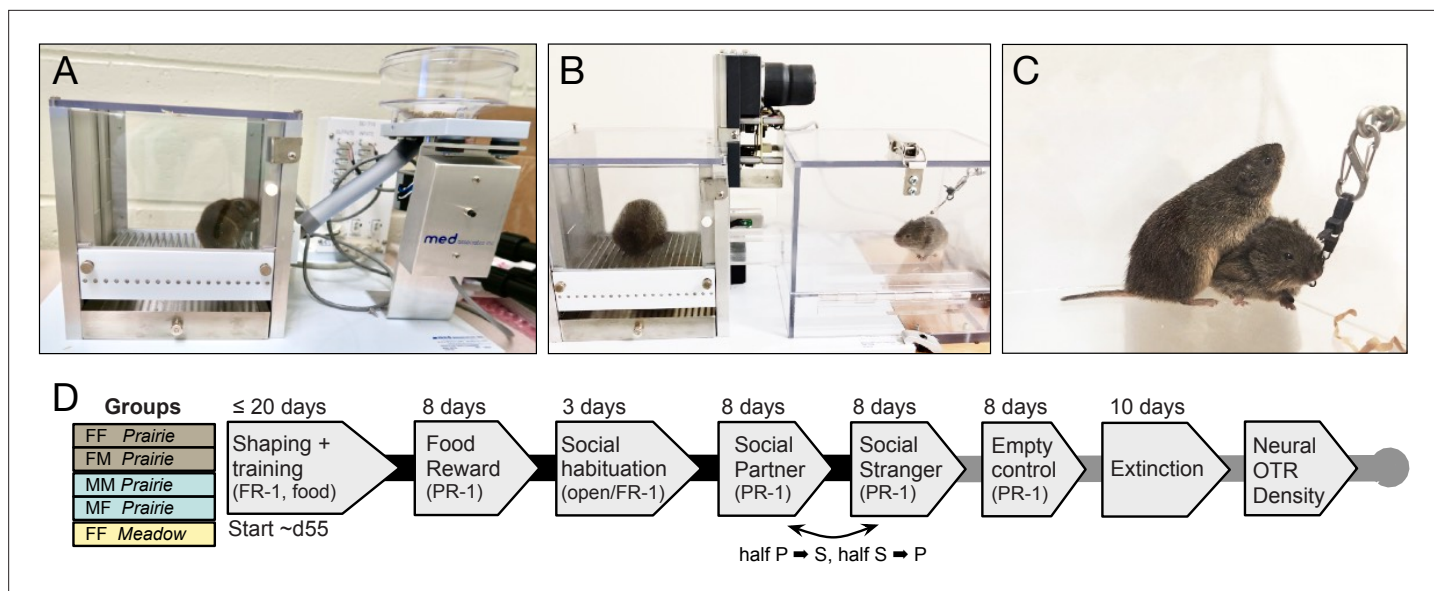 A
B
C
med
D
Groups
FF Prairie
FM Prairie
MM Prairie
MF Prairie
FF Meadow
≤ 20 days
Shaping +
training
(FR-1, food)
Start ~d55
8 days
Food
Reward
(PR-1)
3 days
Social
habituation
(open/FR-1)
8 days
Social
Partner
(PR-1)
8 days
Social
Stranger
(PR-1)
half P ➡ S, half S ➡ P
8 days
Empty
control
(PR-1)
10 days
Extinction
Neural
OTR
Density